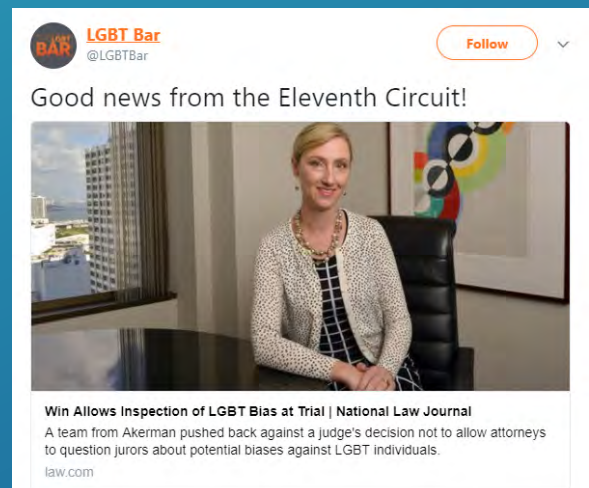 LGBT
BAR
LGBT Bar
@LGBTBar
Follow
Good news from the Eleventh Circuit!
Win Allows Inspection of LGBT Bias at Trial | National Law Journal
A team from Akerman pushed back against a judge's decision not to allow attorneys
to question jurors about potential biases against LGBT individuals.
law.com